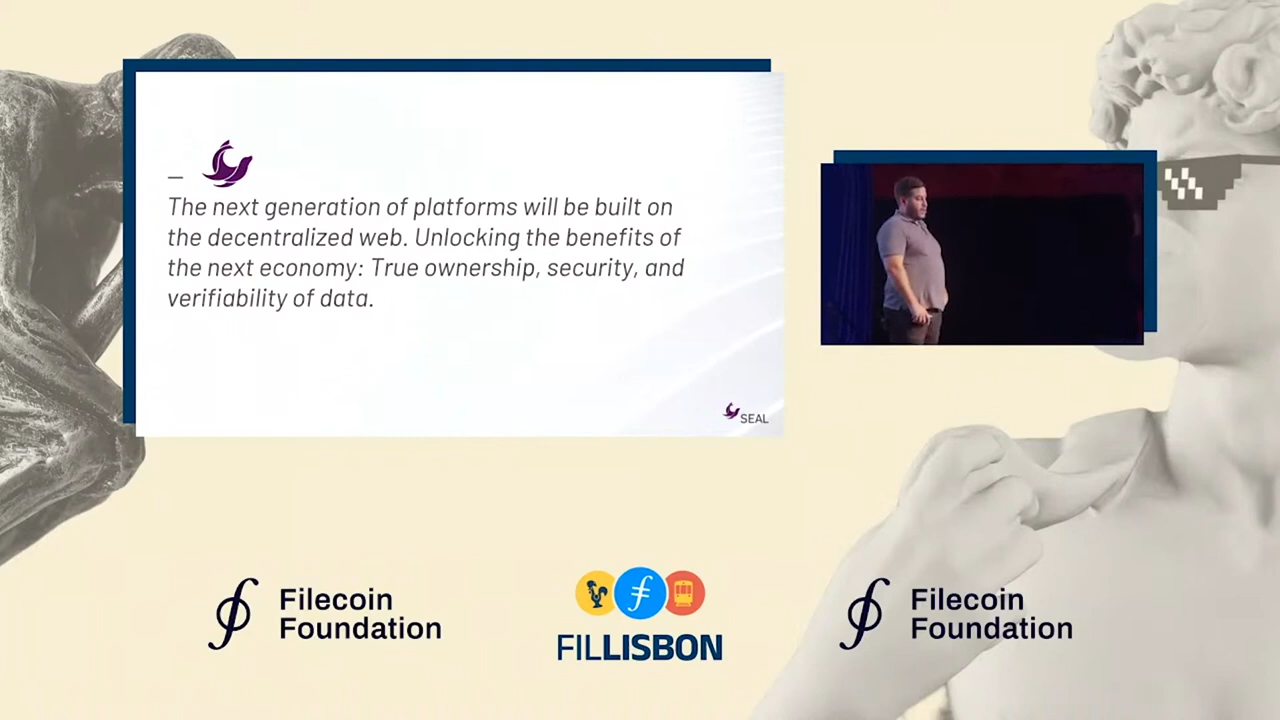 The next generation of platforms will be built on
the decentralized web. Unlocking the benefits of
the next economy: True ownership, security, and
verifiability of data.
SEAL
Filecoin
Foundation
FILLISBON
Filecoin
Foundation